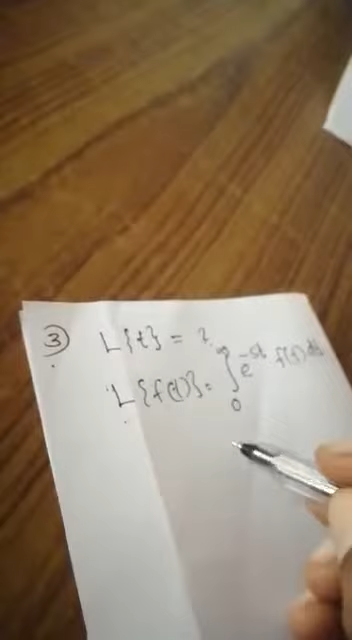 ③ L{t} = ?
L{f(t)} = ∫₀^∞ e^-st f(t) dt